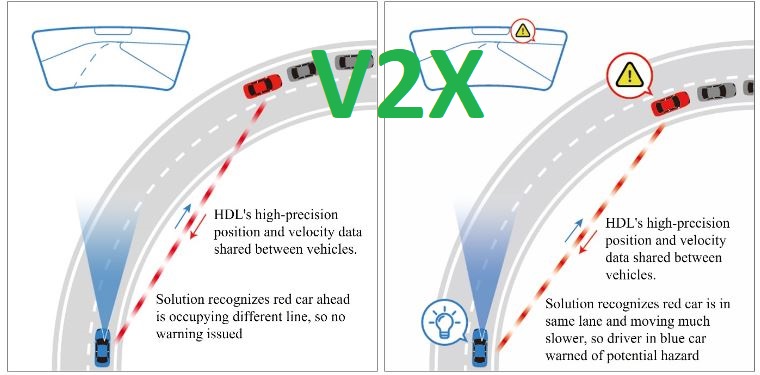 V2X
HDL's high-precision
position and velocity data
shared between vehicles.
Solution recognizes red car ahead
is occupying different line, so no
warning issued
HDL's high-precision
position and velocity
data shared between
vehicles.
Solution recognizes red car is in
same lane and moving much
slower, so driver in blue car
warned of potential hazard